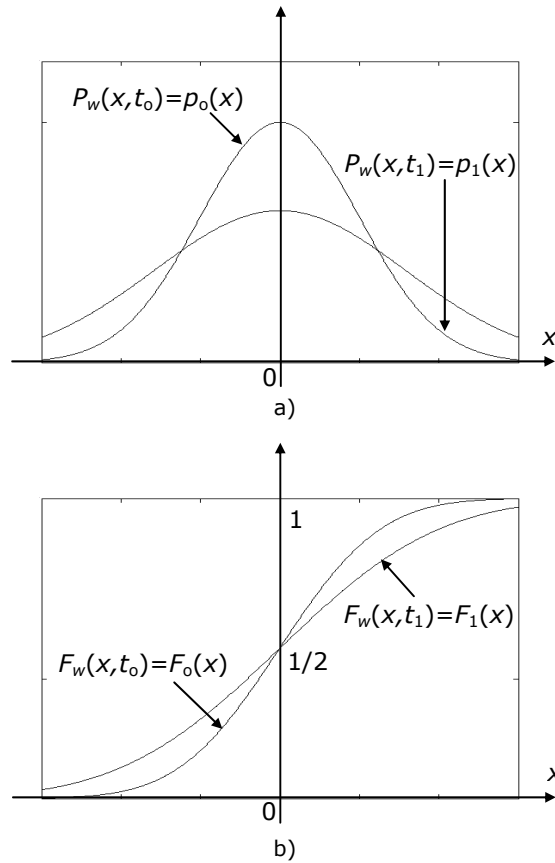 P_w(x,t_o)=p_o(x)
P_w(x,t_1)=p_1(x)
x
0
a)
1
F_w(x,t_1)=F_1(x)
F_w(x,t_o)=F_o(x)
1/2
x
0
b)